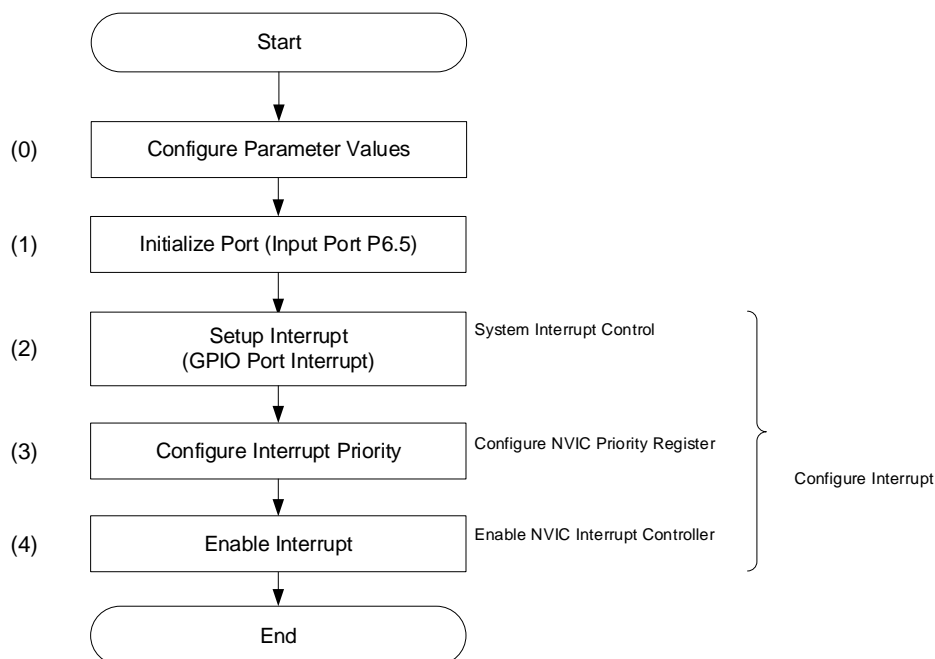 Start
(0)
Configure Parameter Values
(1)
Initialize Port (Input Port P6.5)
(2)
Setup Interrupt
(GPIO Port Interrupt)
System Interrupt Control
(3)
Configure Interrupt Priority
Configure NVIC Priority Register
Configure Interrupt
(4)
Enable Interrupt
Enable NVIC Interrupt Controller
End